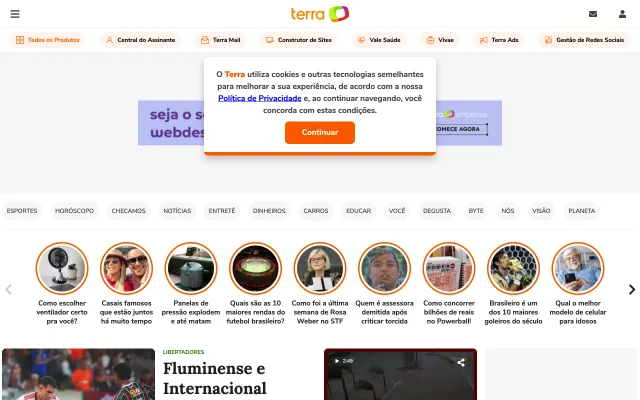 terra
Todos os Produtos
Central do Assinante
Terra Mail
Construtor de Sites
Vale Saúde
Vivae
Terra Ads
Gestão de Redes Sociais
O Terra utiliza cookies e outras tecnologias semelhantes
para melhorar a sua experiência, de acordo com a nossa
Política de Privacidade e, ao continuar navegando, você
concorda com estas condições.
Continuar
seja o
webdes
empresas
COMECE AGORA
ESPORTES
HORÓSCOPO
CHECAMOS
NOTÍCIAS
ENTRETÊ
DINHEIROS
CARROS
EDUCAR
VOCÊ
DEGUSTA
BYTE
NÓS
VISÃO
PLANETA
Como escolher
ventilador certo
pra você?
Casais famosos
que estão juntos
há muito tempo
Panelas de
pressão explodem
e até matam
Quais são as 10
maiores rendas do
futebol brasileiro?
Como foi a última
semana de Rosa
Weber no STF
Quem é assessora
demitida após
criticar torcida
Como concorrer
bilhões de reais
no Powerball!
Brasileiro é um
dos 10 maiores
goleiros do século
Qual o melhor
modelo de celular
para idosos
LIBERTADORES
Fluminense e
Internacional
2:49